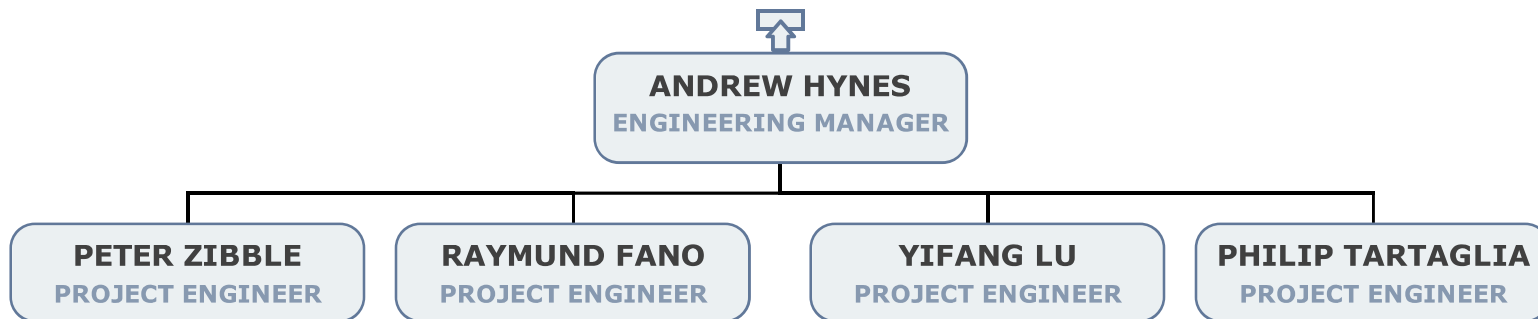 ANDREW HYNES
ENGINEERING MANAGER
PETER ZIBBLE
PROJECT ENGINEER
RAYMUND FANO
PROJECT ENGINEER
YIFANG LU
PROJECT ENGINEER
PHILIP TARTAGLIA
PROJECT ENGINEER